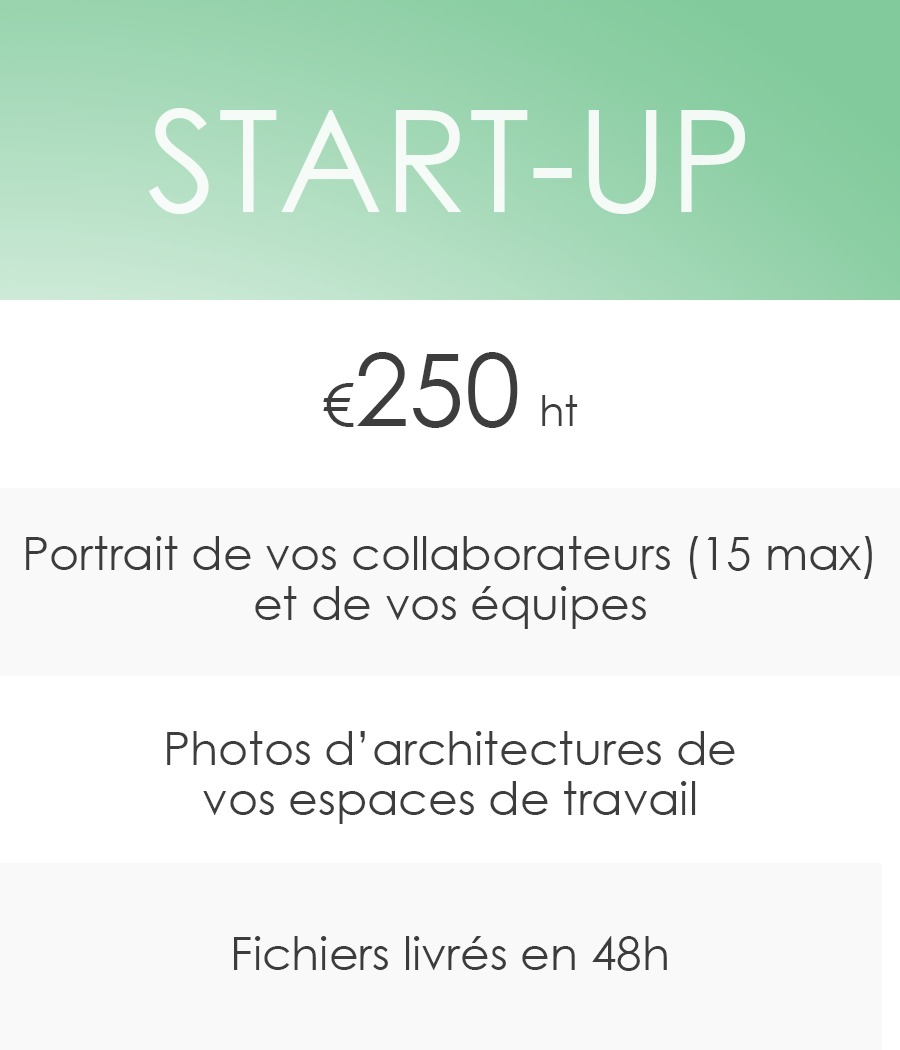 START-UP
€250 ht
Portrait de vos collaborateurs (15 max)
et de vos équipes
Photos d’architectures de
vos espaces de travail
Fichiers livrés en 48h